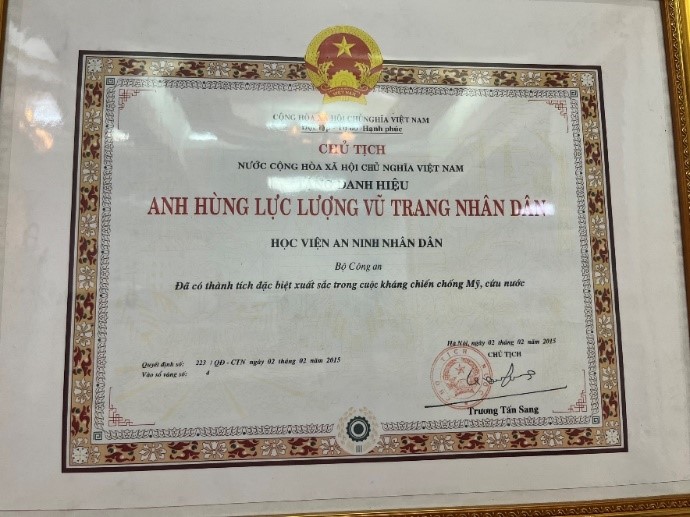 CỘNG HÒA XÃ HỘI CHỦ NGHĨA VIỆT NAM
Hạnh phúc
CHỦ TỊCH
NƯỚC CỘNG HÒA XÃ HỘI CHỦ NGHĨA VIỆT NAM
DANH HIỆU
ANH HÙNG LỰC LƯỢNG VŨ TRANG NHÂN DÂN
HỌC VIỆN AN NINH NHÂN DÂN
Bộ Công an
Đã có thành tích đặc biệt xuất sắc trong cuộc kháng chiến chống Mỹ, cứu nước
Hà Nội, ngày 02 tháng 02 năm 2015
CHỦ TỊCH
Quyết định số: 222 / QĐ - CTN ngày 02 tháng 02 năm 2015
Vào sổ vàng số: 4
Trương Tấn Sang